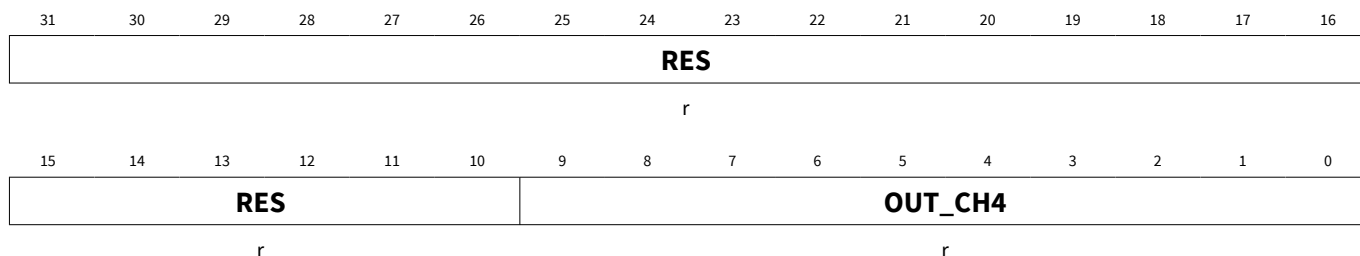 31 30 29 28 27 26 25 24 23 22 21 20 19 18 17 16
RES
r
15 14 13 12 11 10 9 8 7 6 5 4 3 2 1 0
RES OUT_CH4
r r